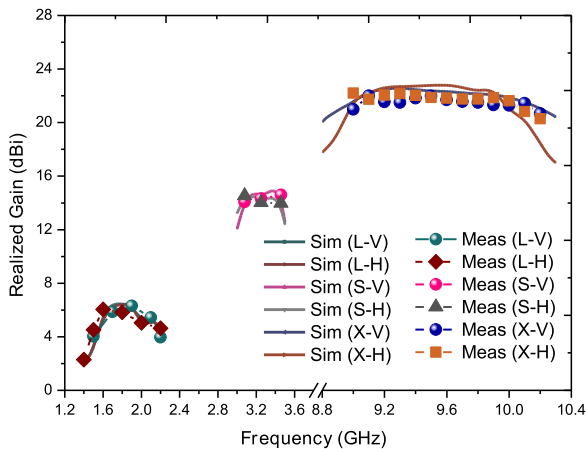 28
24
20
16
12
8
4
0
Realized Gain (dBi)
Sim (L-V)
Sim (L-H)
Sim (S-V)
Sim (S-H)
Sim (X-V)
Sim (X-H)
Meas (L-V)
Meas (L-H)
Meas (S-V)
Meas (S-H)
Meas (X-V)
Meas (X-H)
1.2 1.6 2.0 2.4 2.8 3.2 3.6 8.8 9.2 9.6 10.0 10.4
Frequency (GHz)